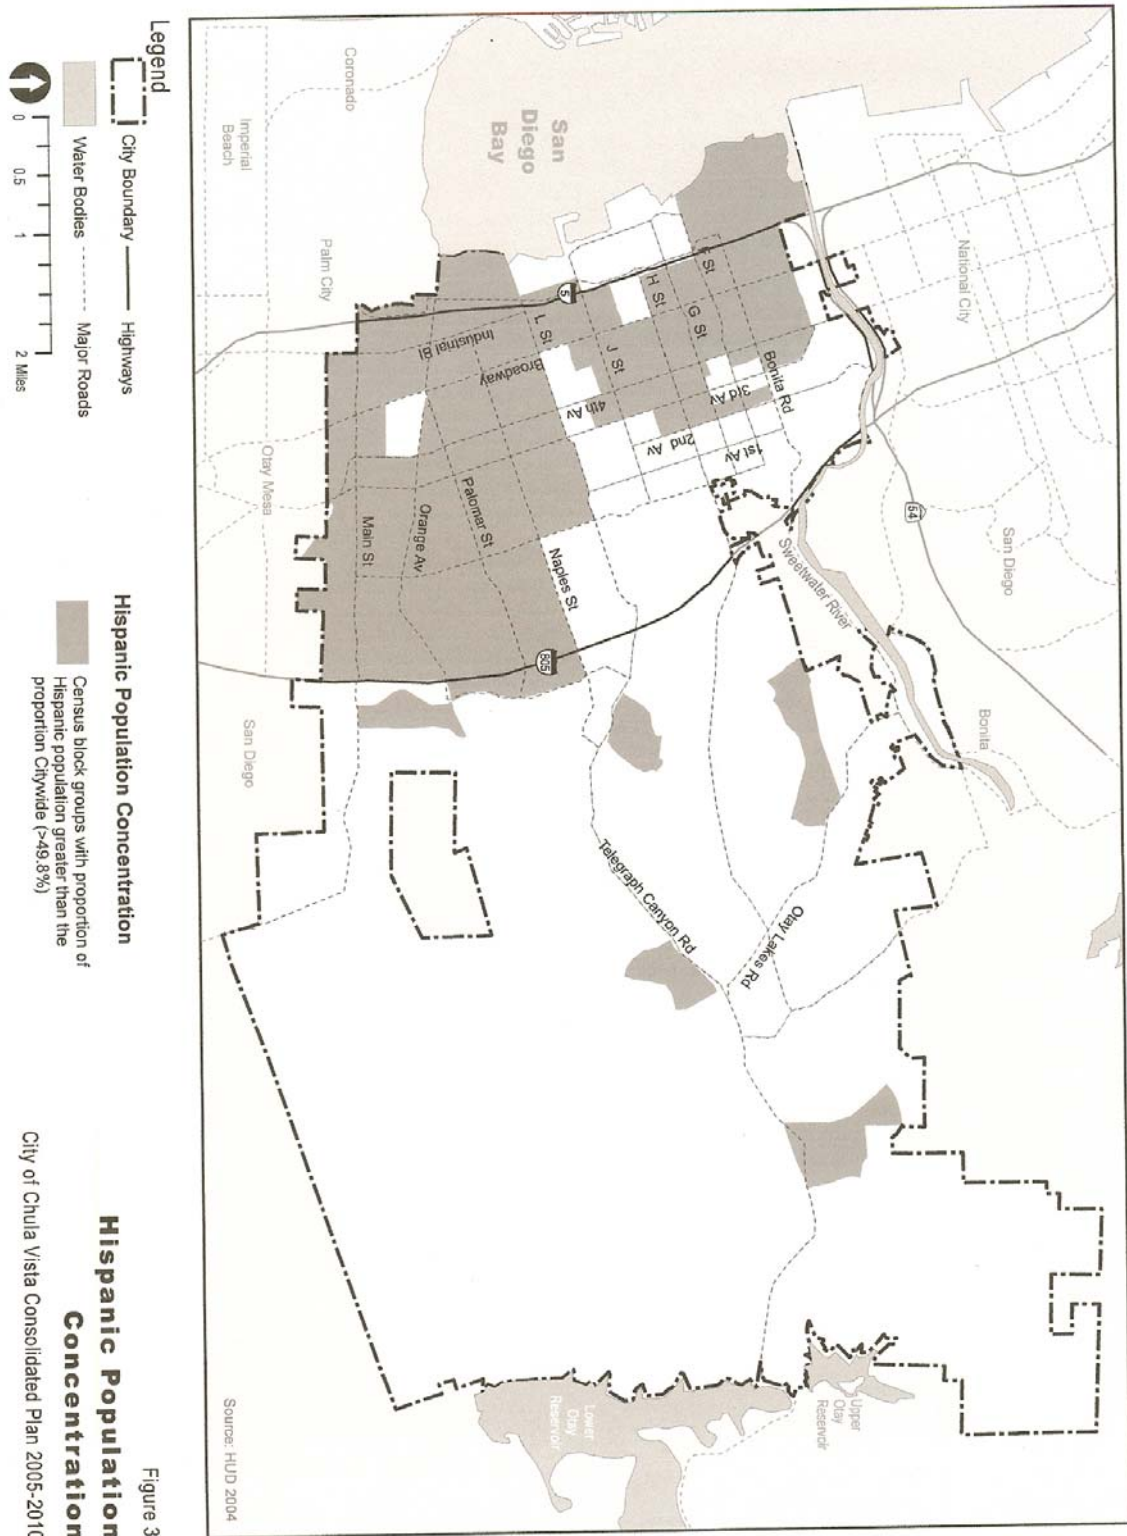 National City
San Diego
54
Bonita
Coronado
San
Diego
Bay
Imperial
Beach
Palm City
Otay Mesa
San Diego
5
805
F St
G St
H St
J St
L St
Bonita Rd
3rd Av
1st Av
2nd Av
4th Av
Broadway
Industrial Bl
Naples St
Palomar St
Orange Av
Main St
Sweetwater River
Telegraph Canyon Rd
Otay Lakes Rd
Upper
Otay
Reservoir
Lower
Otay
Reservoir
Source: HUD 2004
Legend
City Boundary
Highways
Water Bodies
Major Roads
0 0.5 1 2 Miles
Hispanic Population Concentration
Census block groups with proportion of
Hispanic population greater than the
proportion Citywide (>49.8%)
Figure 3
Hispanic Population
Concentration
City of Chula Vista Consolidated Plan 2005-2010